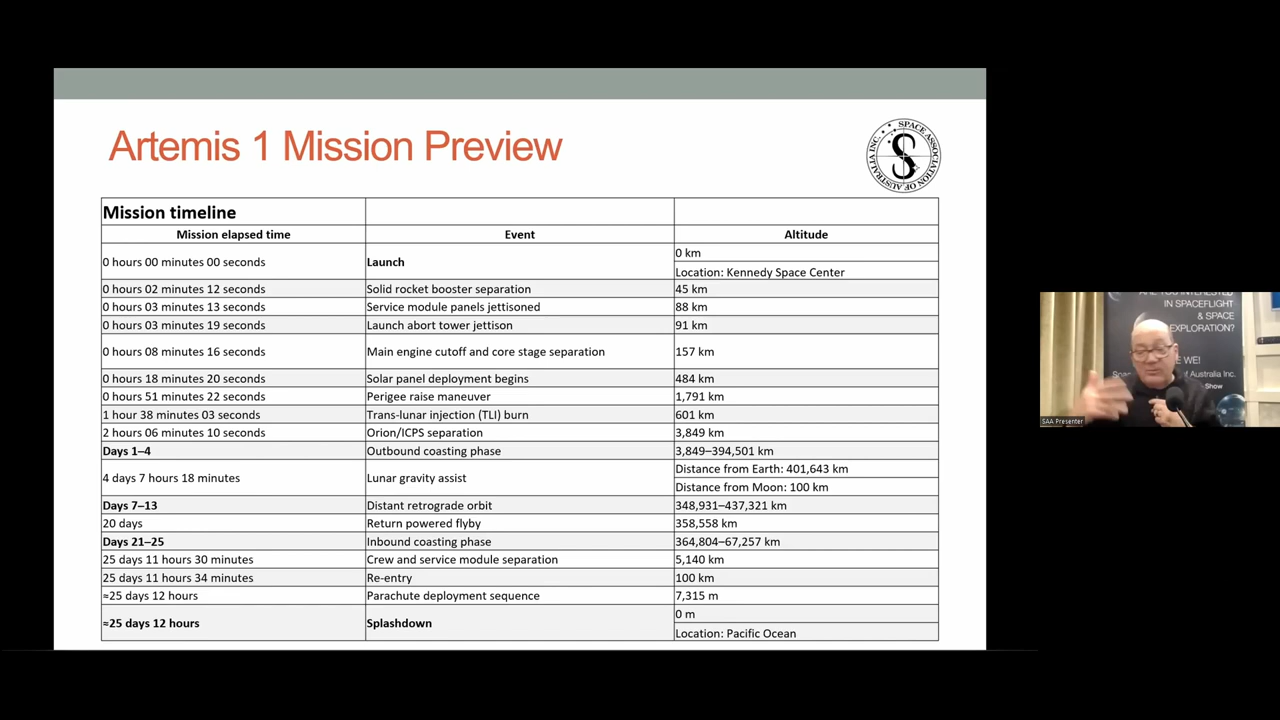 Artemis 1 Mission Preview
SPACE ASSOCIATION OF AUSTRALIA INC.
S
Mission timeline
Mission elapsed time Event Altitude
0 hours 00 minutes 00 seconds Launch 0 km
Location: Kennedy Space Center
0 hours 02 minutes 12 seconds Solid rocket booster separation 45 km
0 hours 03 minutes 13 seconds Service module panels jettisoned 88 km
0 hours 03 minutes 19 seconds Launch abort tower jettison 91 km
0 hours 08 minutes 16 seconds Main engine cutoff and core stage separation 157 km
0 hours 18 minutes 20 seconds Solar panel deployment begins 484 km
0 hours 51 minutes 22 seconds Perigee raise maneuver 1,791 km
1 hour 38 minutes 03 seconds Trans-lunar injection (TLI) burn 601 km
2 hours 06 minutes 10 seconds Orion/ICPS separation 3,849 km
Days 1–4 Outbound coasting phase 3,849–394,501 km
4 days 7 hours 18 minutes Lunar gravity assist Distance from Earth: 401,643 km
Distance from Moon: 100 km
Days 7–13 Distant retrograde orbit 348,931–437,321 km
20 days Return powered flyby 358,558 km
Days 21–25 Inbound coasting phase 364,804–67,257 km
25 days 11 hours 30 minutes Crew and service module separation 5,140 km
25 days 11 hours 34 minutes Re-entry 100 km
≈25 days 12 hours Parachute deployment sequence 7,315 m
≈25 days 12 hours Splashdown 0 m
Location: Pacific Ocean
IN SPACEFLIGHT
& SPACE
EXPLORATION?
WE!
of Australia Inc.
Show
SAA Presenter